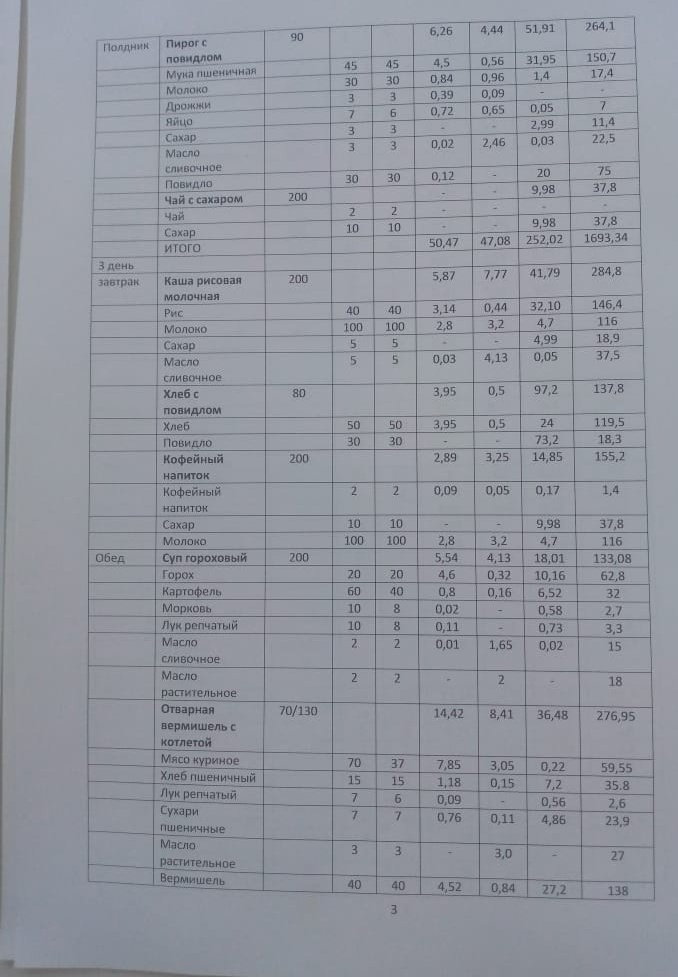 Полдник Пирог с повидлом 90 6,26 4,44 51,91 264,1
Мука пшеничная 45 45 4,5 0,56 31,95 150,7
Молоко 30 30 0,84 0,96 1,4 17,4
Дрожжи 3 3 0,39 0,09 - -
Яйцо 7 6 0,72 0,65 0,05 7
Сахар 3 3 - - 2,99 11,4
Масло сливочное 3 3 0,02 2,46 0,03 22,5
Повидло 30 30 0,12 - 20 75
Чай с сахаром 200 - - 9,98 37,8
Чай 2 2 - - - -
Сахар 10 10 - - 9,98 37,8
ИТОГО 50,47 47,08 252,02 1693,34
3 день
завтрак Каша рисовая молочная 200 5,87 7,77 41,79 284,8
Рис 40 40 3,14 0,44 32,10 146,4
Молоко 100 100 2,8 3,2 4,7 116
Сахар 5 5 - - 4,99 18,9
Масло сливочное 5 5 0,03 4,13 0,05 37,5
Хлеб с повидлом 80 3,95 0,5 97,2 137,8
Хлеб 50 50 3,95 0,5 24 119,5
Повидло 30 30 - - 73,2 18,3
Кофейный напиток 200 2,89 3,25 14,85 155,2
Кофейный напиток 2 2 0,09 0,05 0,17 1,4
Сахар 10 10 - - 9,98 37,8
Молоко 100 100 2,8 3,2 4,7 116
Обед Суп гороховый 200 5,54 4,13 18,01 133,08
Горох 20 20 4,6 0,32 10,16 62,8
Картофель 60 40 0,8 0,16 6,52 32
Морковь 10 8 0,02 - 0,58 2,7
Лук репчатый 10 8 0,11 - 0,73 3,3
Масло сливочное 2 2 0,01 1,65 0,02 15
Масло растительное 2 2 - 2 - 18
Отварная вермишель с котлетой 70/130 14,42 8,41 36,48 276,95
Мясо куриное 70 37 7,85 3,05 0,22 59,55
Хлеб пшеничный 15 15 1,18 0,15 7,2 35.8
Лук репчатый 7 6 0,09 - 0,56 2,6
Сухари пшеничные 7 7 0,76 0,11 4,86 23,9
Масло растительное 3 3 - 3,0 - 27
Вермишель 40 40 4,52 0,84 27,2 138
3